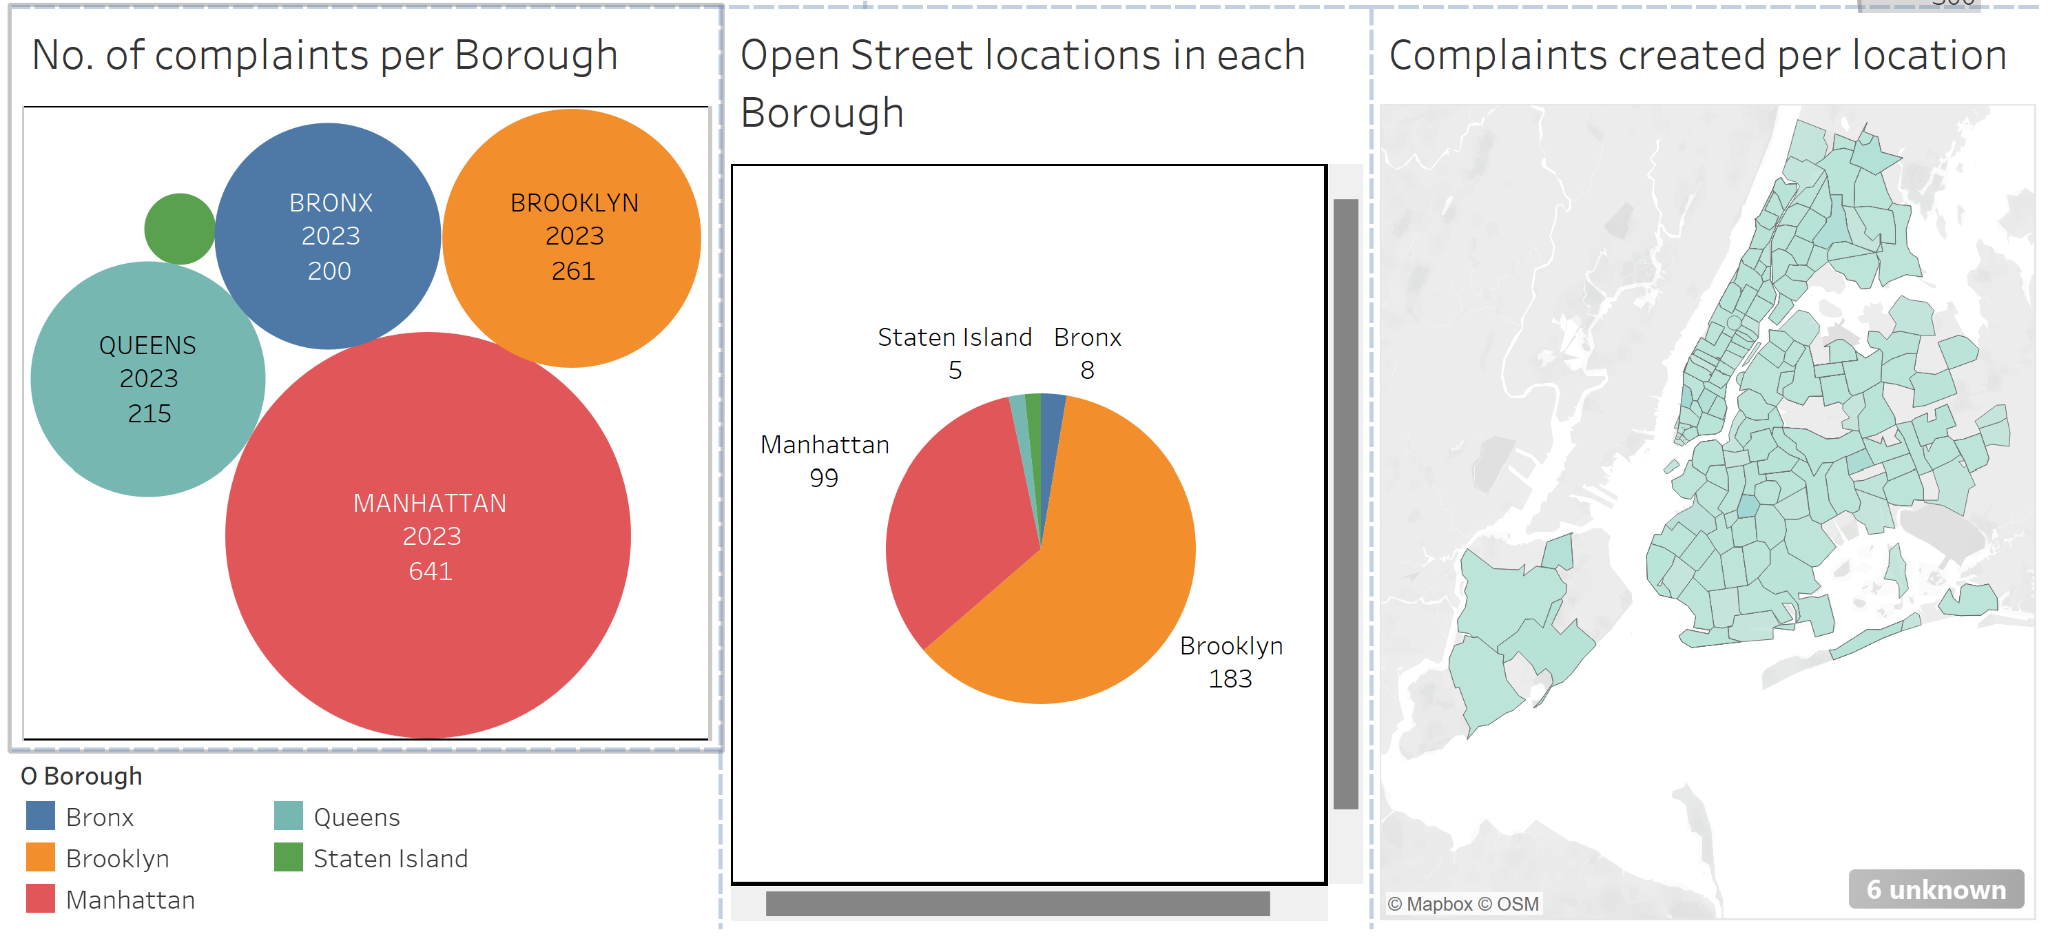 No. of complaints per Borough
BRONX
2023
200
BROOKLYN
2023
261
QUEENS
2023
215
MANHATTAN
2023
641
O Borough
Bronx
Queens
Brooklyn
Staten Island
Manhattan
Open Street locations in each
Borough
Staten Island
5
Bronx
8
Manhattan
99
Brooklyn
183
Complaints created per location
6 unknown
© Mapbox © OSM